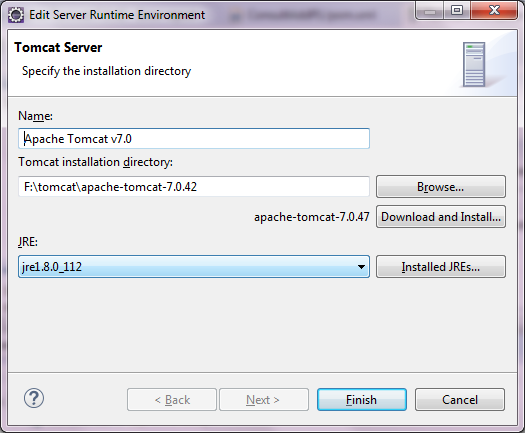 Edit Server Runtime Environment
Tomcat Server
Specify the installation directory
Name:
Apache Tomcat v7.0
Tomcat installation directory:
F:\tomcat\apache-tomcat-7.0.42
Browse...
apache-tomcat-7.0.47
Download and Install...
JRE:
jre1.8.0_112
Installed JREs...
?
< Back
Next >
Finish
Cancel